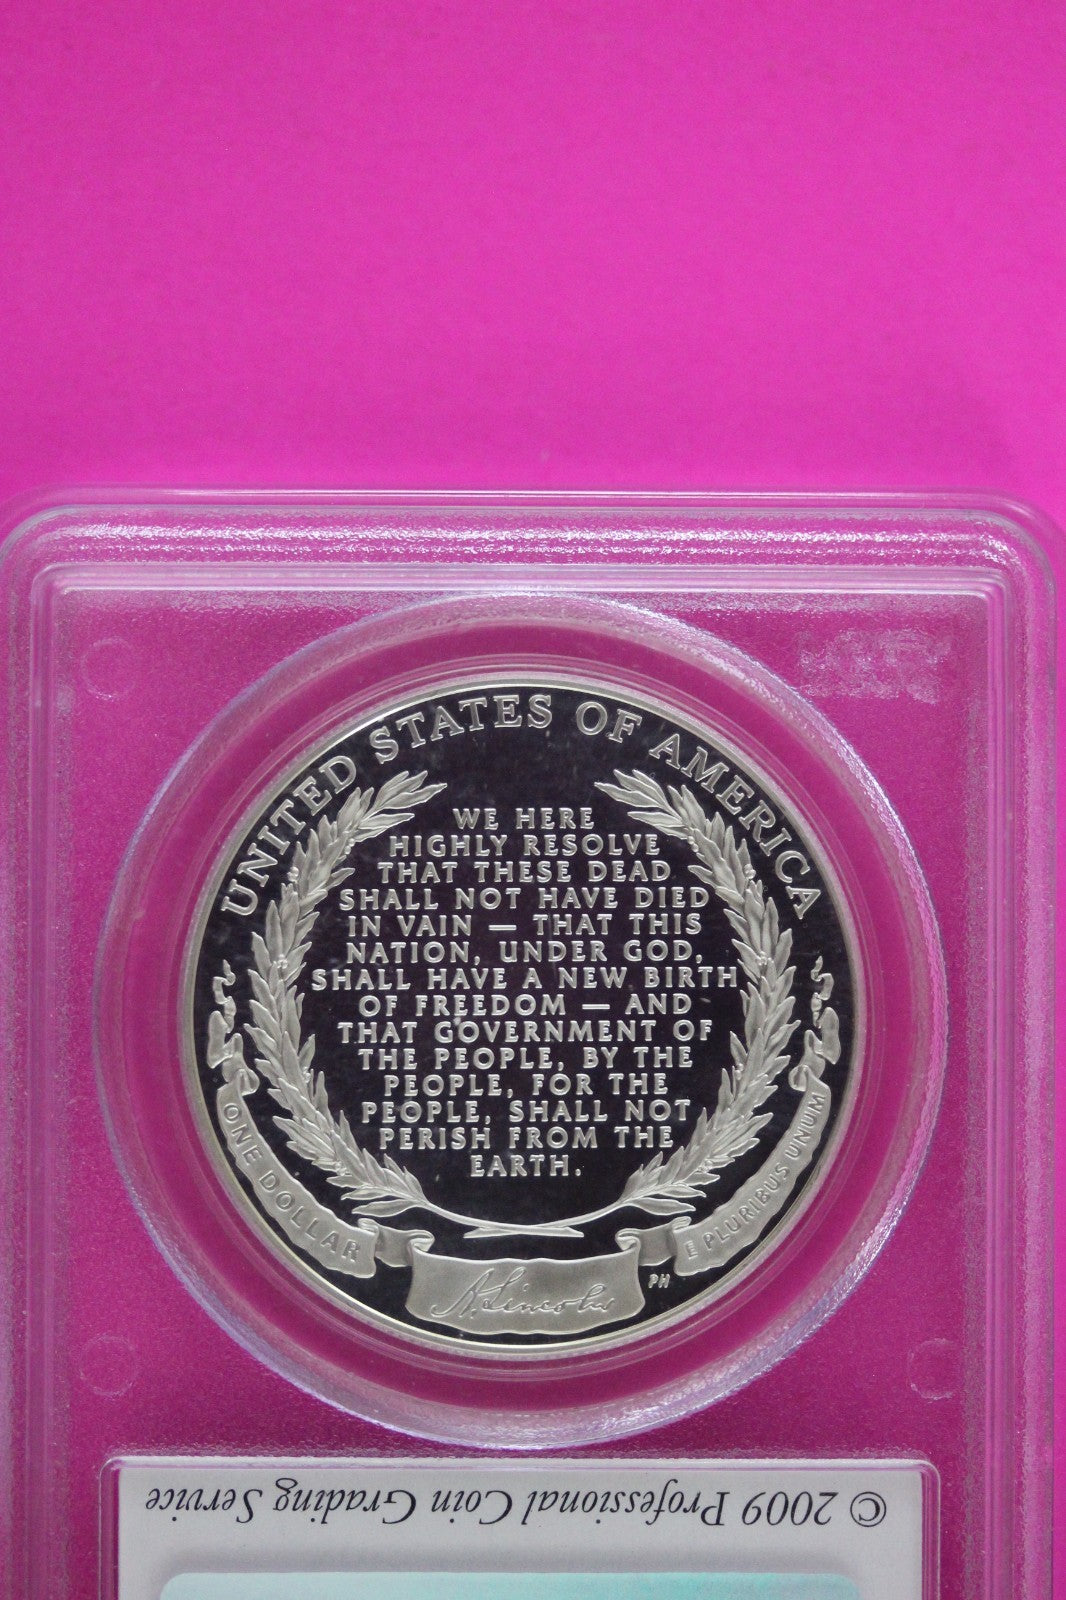 UNITED STATES OF AMERICA
WE HERE
HIGHLY RESOLVE
THAT THESE DEAD
SHALL NOT HAVE DIED
IN VAIN — THAT THIS
NATION, UNDER GOD,
SHALL HAVE A NEW BIRTH
OF FREEDOM — AND
THAT GOVERNMENT OF
THE PEOPLE, BY THE
PEOPLE, FOR THE
PEOPLE, SHALL NOT
PERISH FROM THE
EARTH.
ONE DOLLAR
E PLURIBUS UNUM
A. Lincoln
PH
© 2009 Professional Coin Grading Service